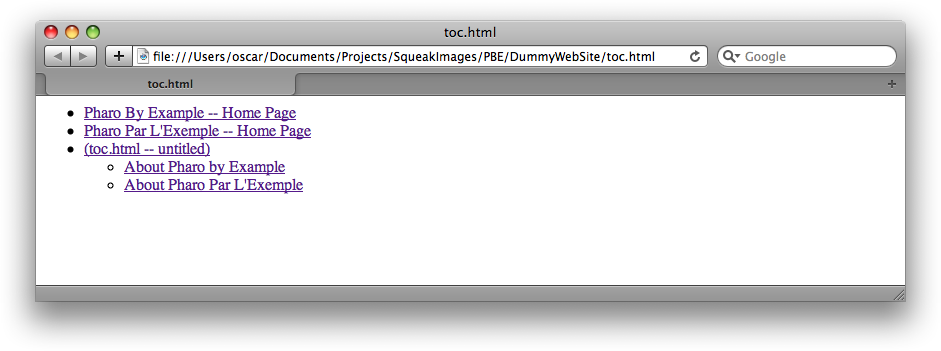 toc.html
file:///Users/oscar/Documents/Projects/SqueakImages/PBE/DummyWebSite/toc.html
Google
toc.html
Pharo By Example -- Home Page
Pharo Par L'Exemple -- Home Page
(toc.html -- untitled)
About Pharo by Example
About Pharo Par L'Exemple